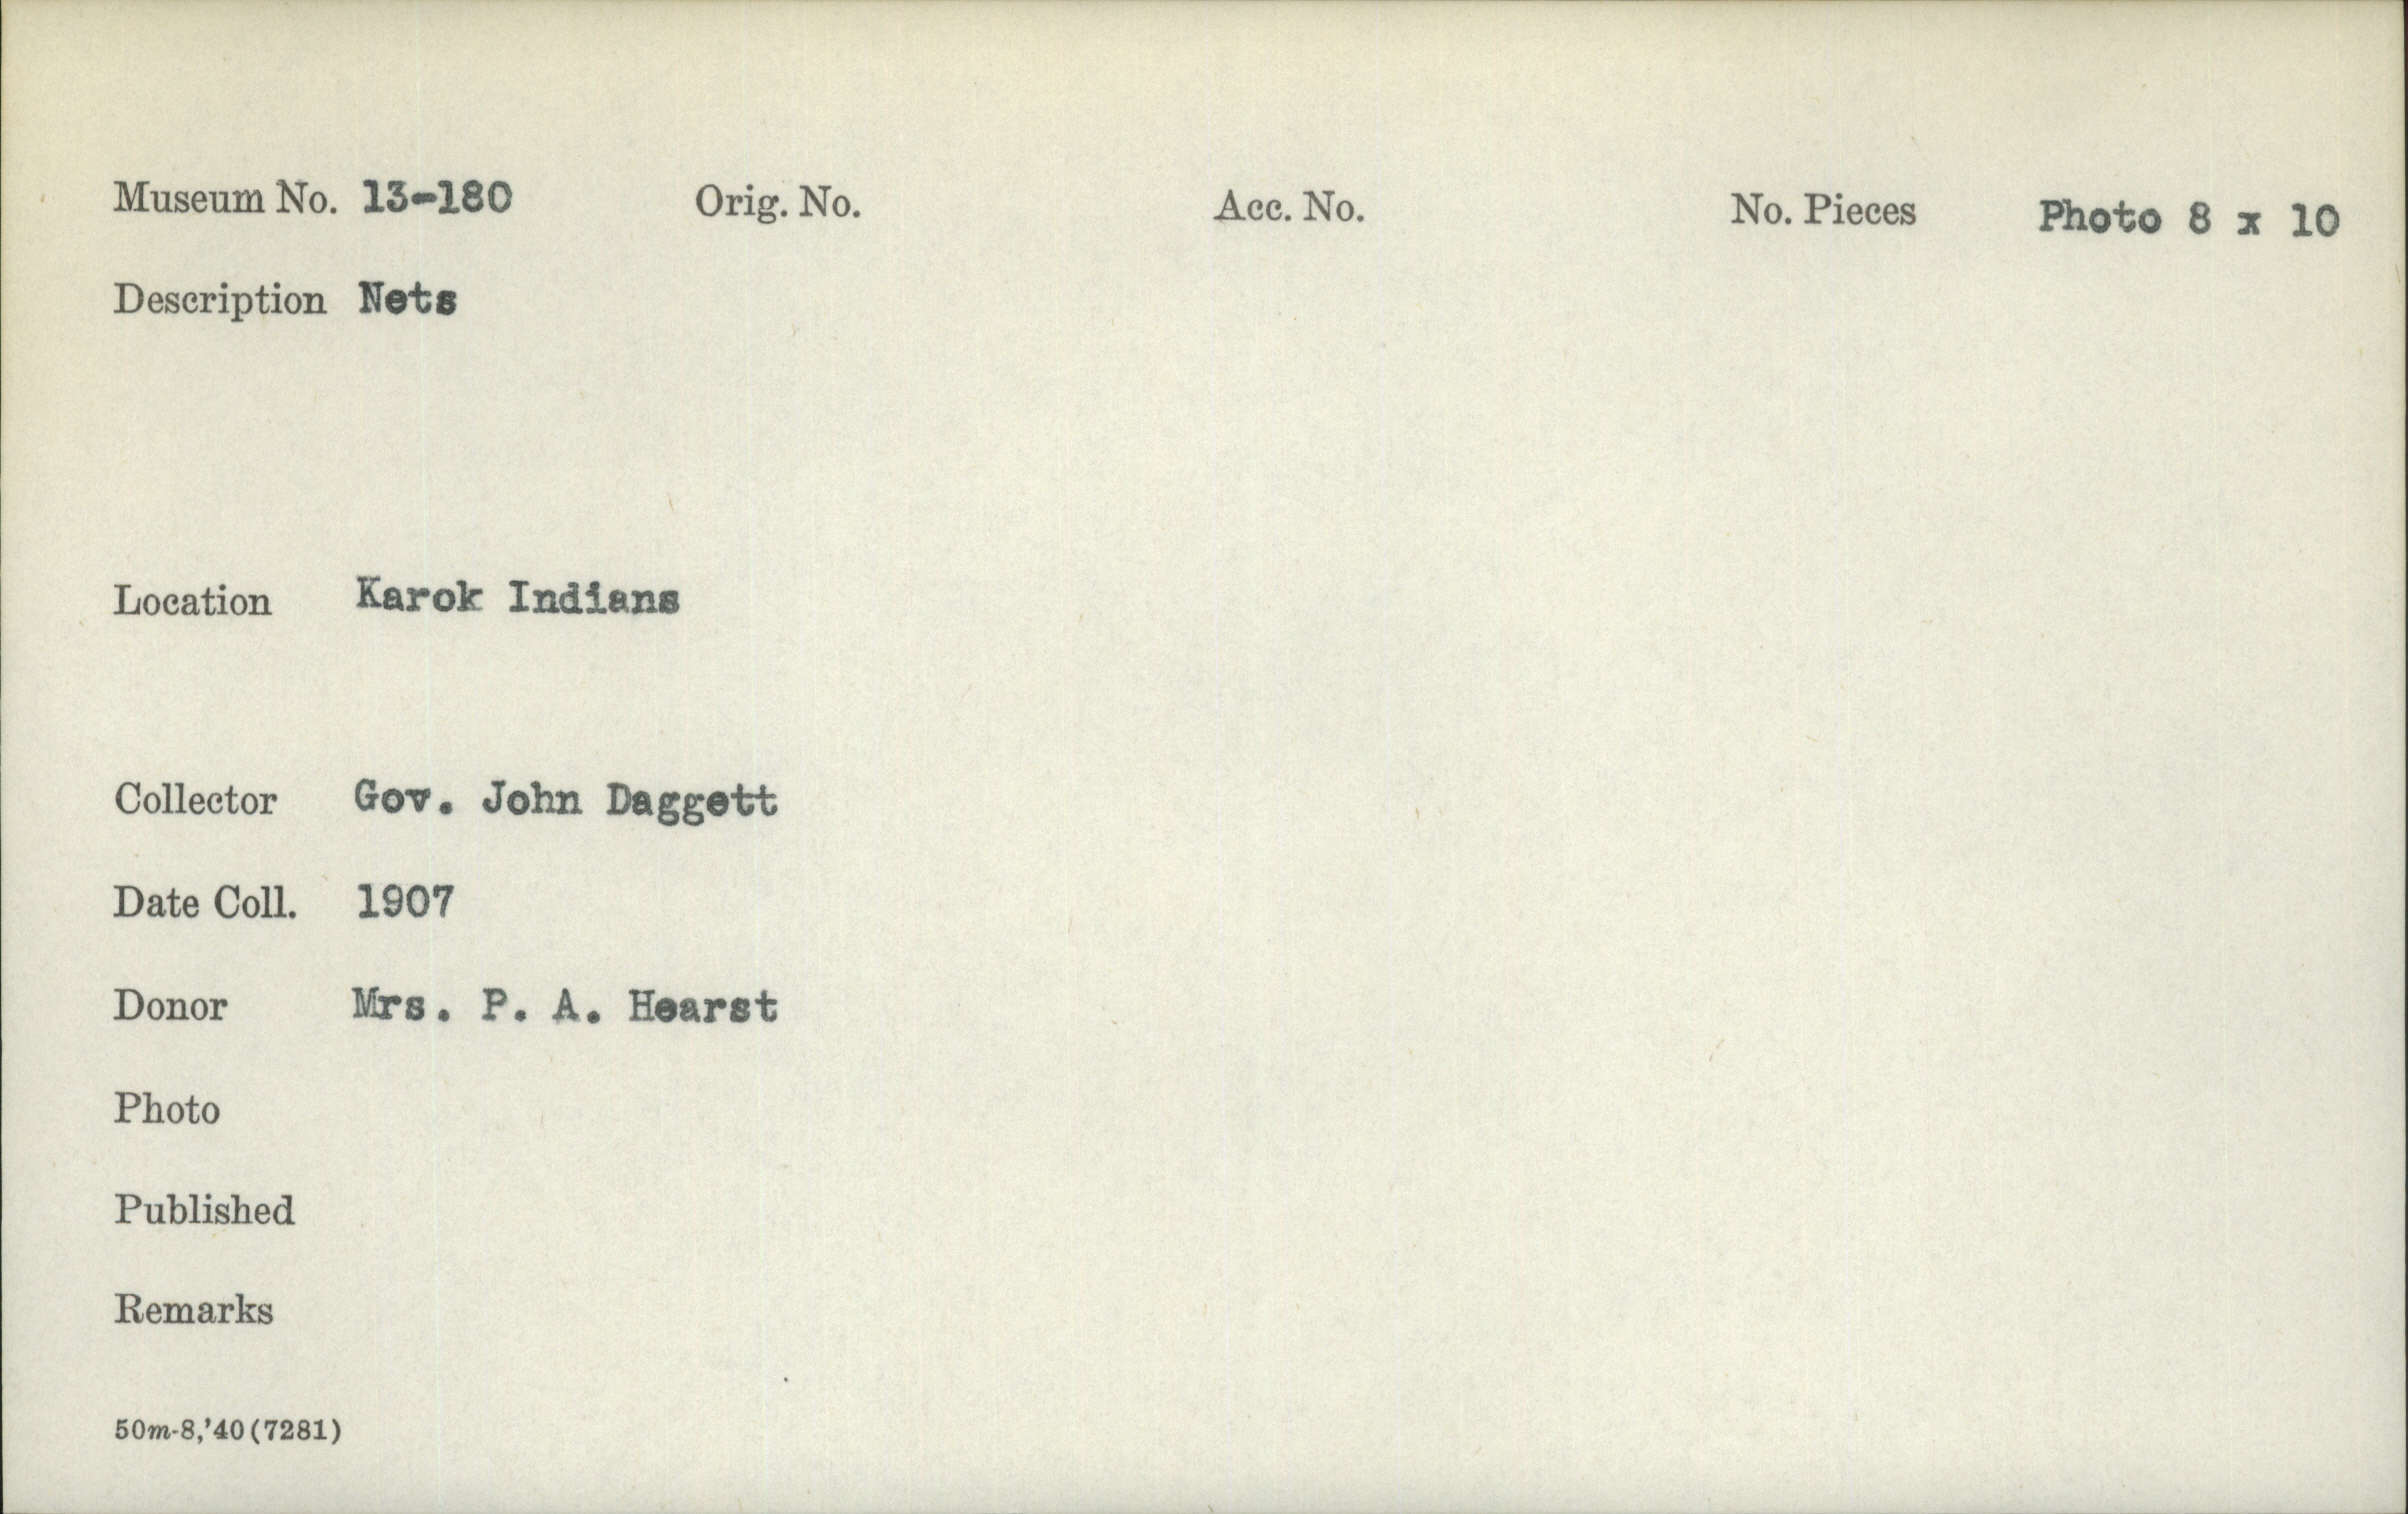 Museum No. 13-180 Orig. No. Acc. No. No. Pieces Photo 8 x 10
Description Nets
Location Karok Indians
Collector Gov. John Daggett
Date Coll. 1907
Donor Mrs. P. A. Hearst
Photo
Published
Remarks
50m-8,'40(7281)